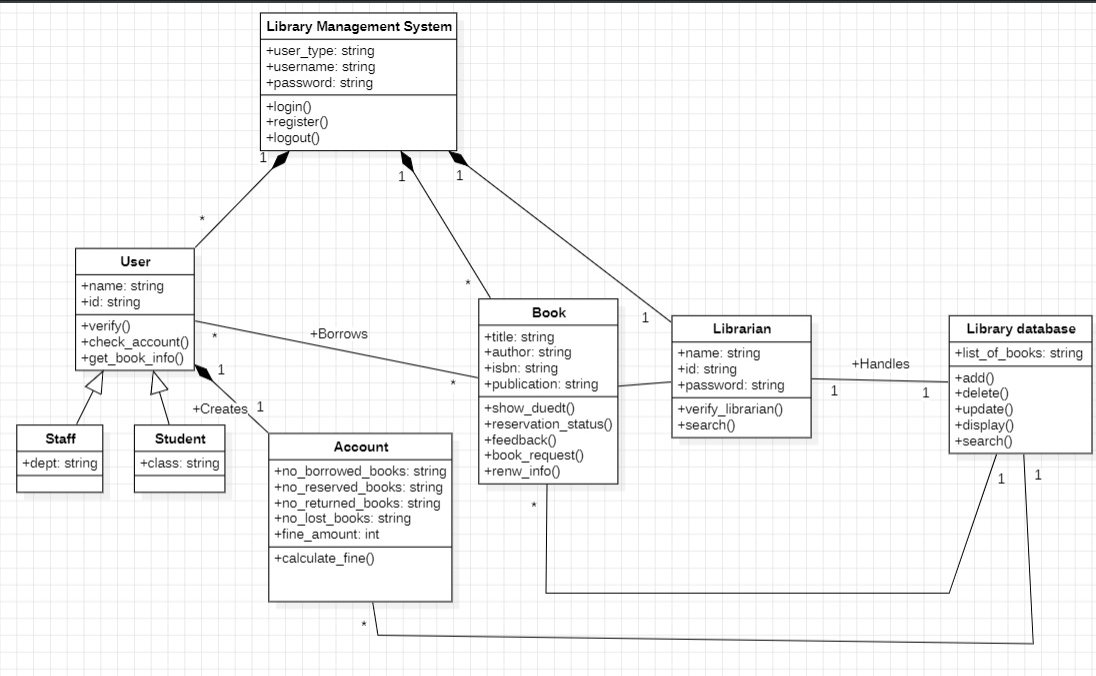 Library Management System
+user_type: string
+username: string
+password: string
+login()
+register()
+logout()
1
1
1
*
*
1
User
+name: string
+id: string
+verify()
+check_account()
+get_book_info()
*
+Borrows
*
1
+Creates
1
Staff
+dept: string
Student
+class: string
Account
+no_borrowed_books: string
+no_reserved_books: string
+no_returned_books: string
+no_lost_books: string
+fine_amount: int
+calculate_fine()
*
Book
+title: string
+author: string
+isbn: string
+publication: string
+show_duedt()
+reservation_status()
+feedback()
+book_request()
+renw_info()
*
Librarian
+name: string
+id: string
+password: string
+verify_librarian()
+search()
+Handles
1
1
Library database
+list_of_books: string
+add()
+delete()
+update()
+display()
+search()
1
1